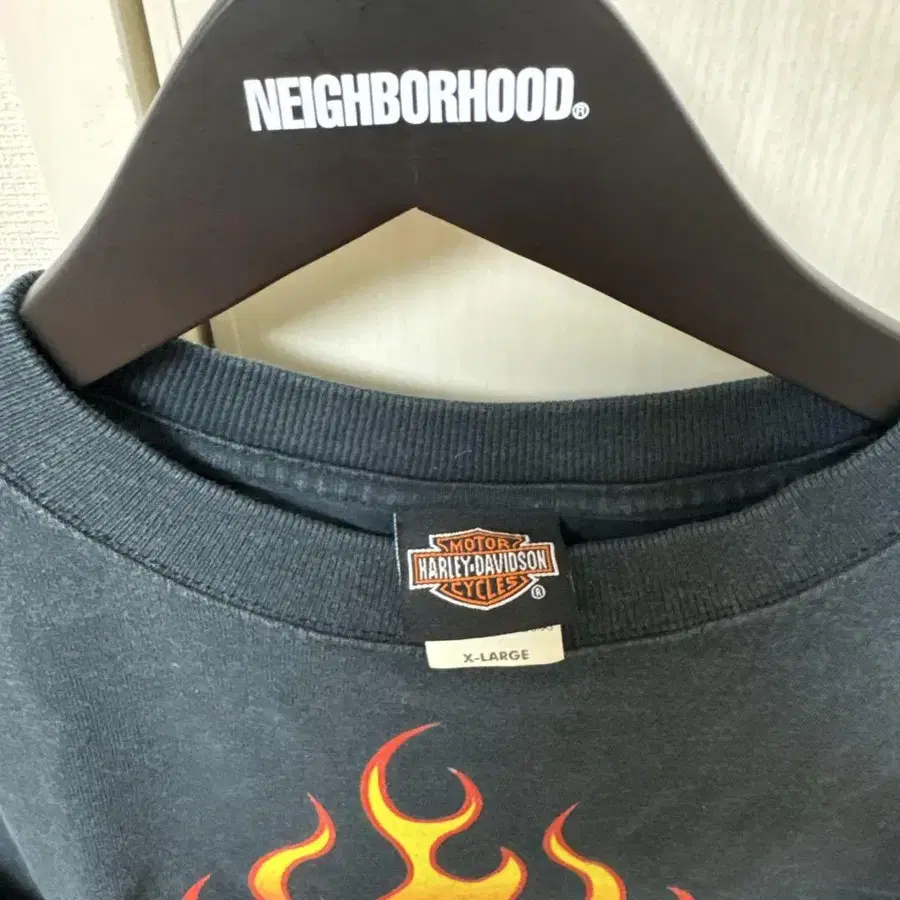 NEIGHBORHOOD®
MOTOR
HARLEY-DAVIDSON
CYCLES ®
X-LARGE